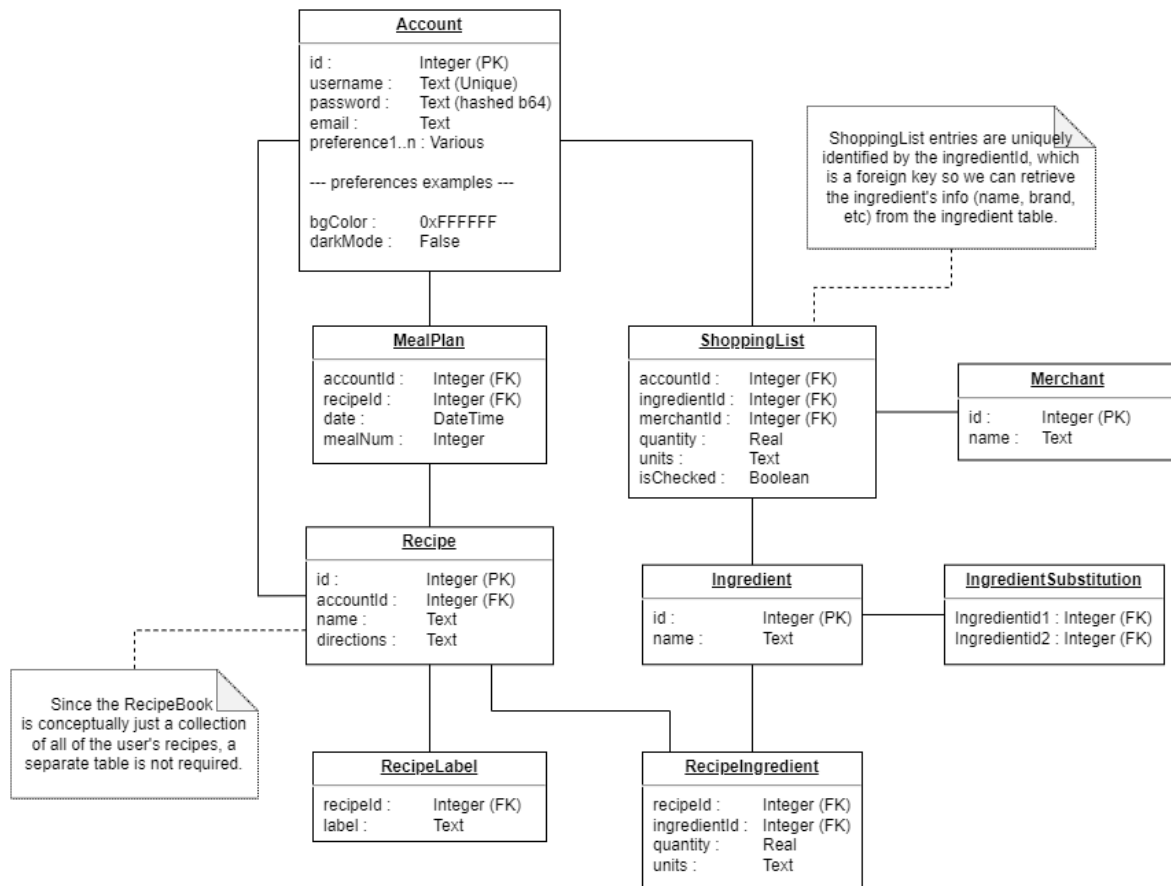 Account
id : Integer (PK)
username : Text (Unique)
password : Text (hashed b64)
email : Text
preference1..n : Various
--- preferences examples ---
bgColor : 0xFFFFFF
darkMode : False
ShoppingList entries are uniquely
identified by the ingredientId, which
is a foreign key so we can retrieve
the ingredient's info (name, brand,
etc) from the ingredient table.
MealPlan
accountId : Integer (FK)
recipeId : Integer (FK)
date : DateTime
mealNum : Integer
ShoppingList
accountId : Integer (FK)
ingredientId : Integer (FK)
merchantId : Integer (FK)
quantity : Real
units : Text
isChecked : Boolean
Merchant
id : Integer (PK)
name : Text
Recipe
id : Integer (PK)
accountId : Integer (FK)
name : Text
directions : Text
Ingredient
id : Integer (PK)
name : Text
IngredientSubstitution
Ingredientid1 : Integer (FK)
Ingredientid2 : Integer (FK)
Since the RecipeBook
is conceptually just a collection
of all of the user's recipes, a
separate table is not required.
RecipeLabel
recipeId : Integer (FK)
label : Text
RecipeIngredient
recipeId : Integer (FK)
ingredientId : Integer (FK)
quantity : Real
units : Text